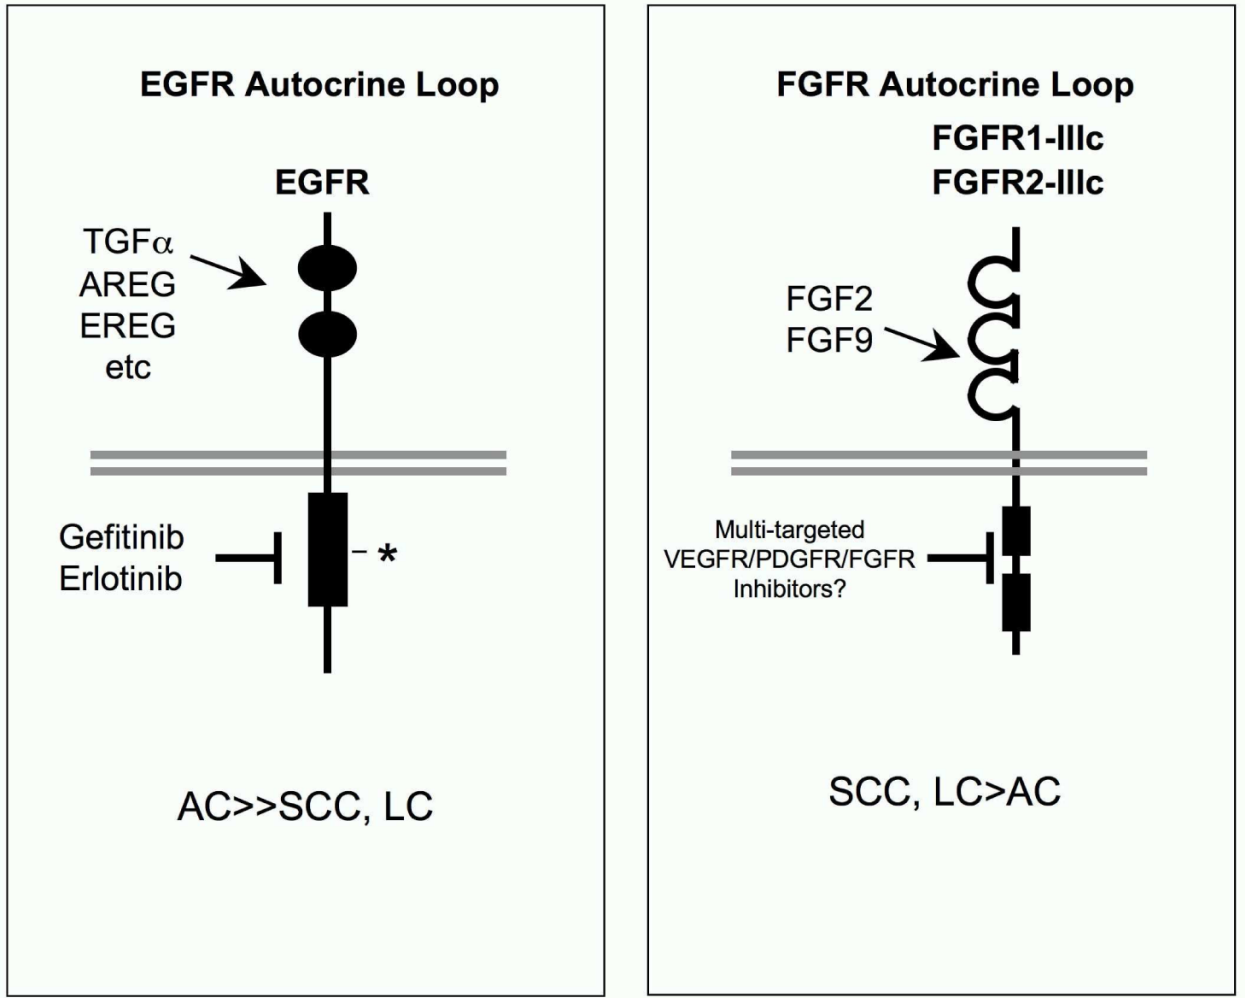 EGFR Autocrine Loop
EGFR
TGFα
AREG
EREG
etc
Gefitinib
Erlotinib
*
AC>>SCC, LC
FGFR Autocrine Loop
FGFR1-IIIc
FGFR2-IIIc
FGF2
FGF9
Multi-targeted
VEGFR/PDGFR/FGFR
Inhibitors?
SCC, LC>AC